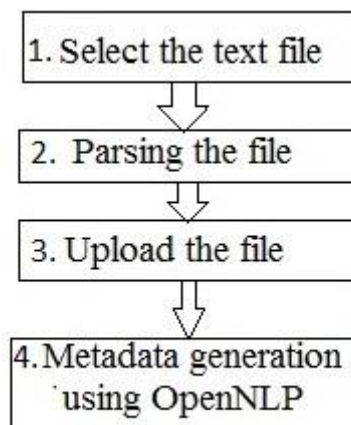 1. Select the text file
2. Parsing the file
3. Upload the file
4. Metadata generation
using OpenNLP